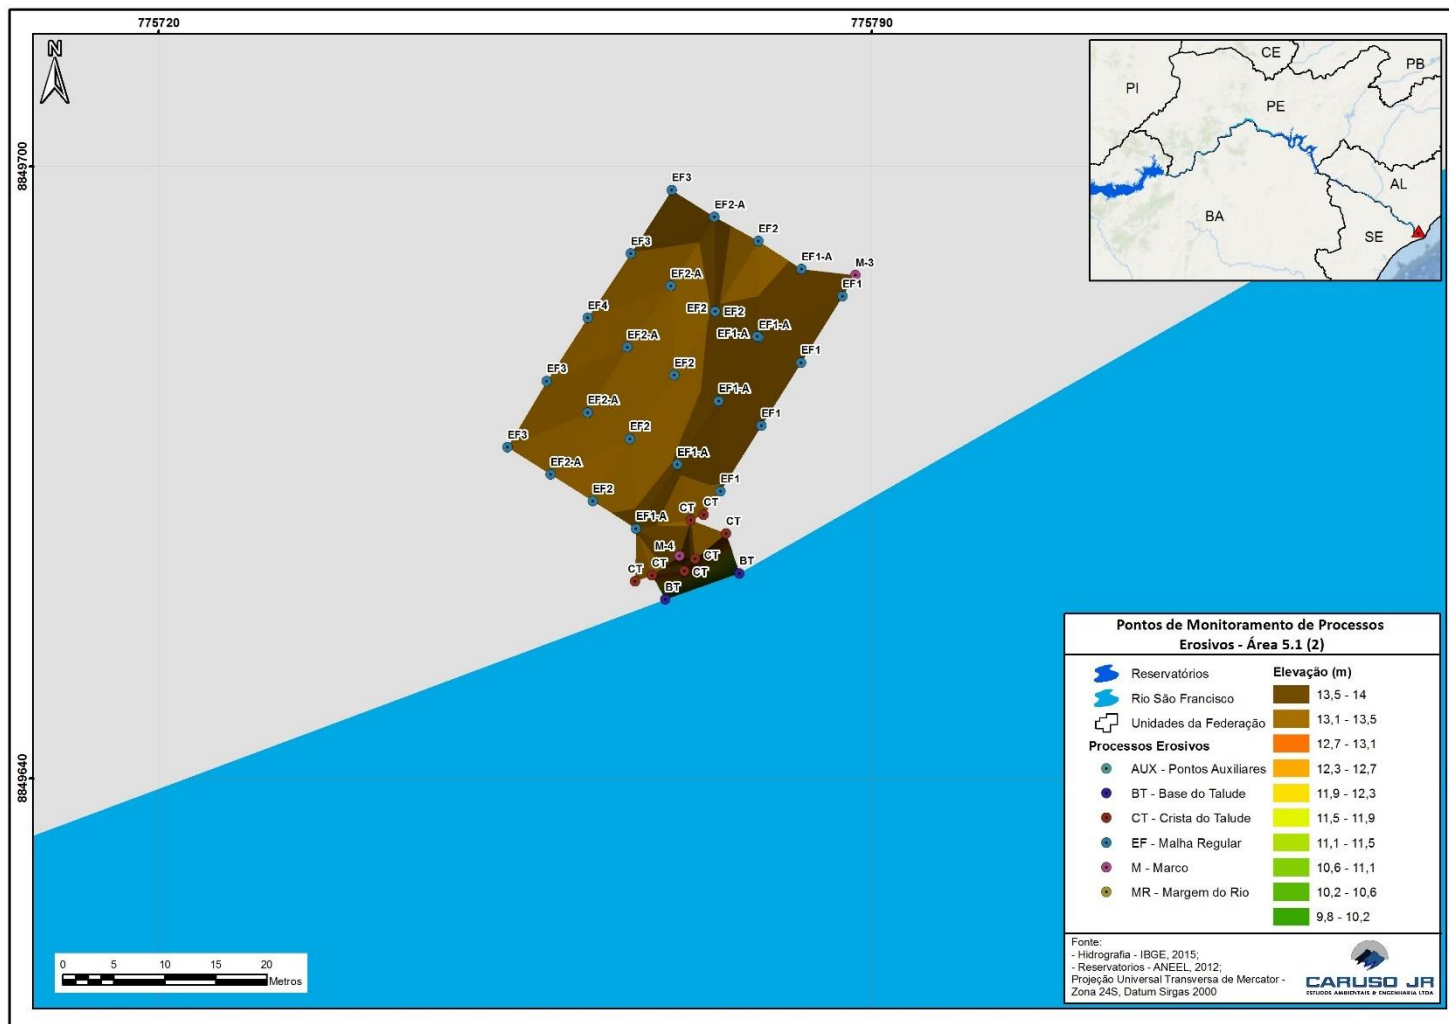 775720
775790
N
8849700
8849640
CE
PB
PI
PE
AL
BA
SE
EF3
EF2-A
EF3
EF2
EF2-A
EF1-A
M-3
EF1
EF4
EF2
EF2
EF1-A
EF1-A
EF2-A
EF1
EF3
EF2
EF1-A
EF2-A
EF1
EF3
EF2
EF2-A
EF1-A
EF1
EF2
CT
CT
EF1-A
CT
M-4
CT
CT
CT
CT
BT
BT
0 5 10 15 20
Metros
Pontos de Monitoramento de Processos
Erosivos - Área 5.1 (2)
Reservatórios
Rio São Francisco
Unidades da Federação
Processos Erosivos
AUX - Pontos Auxiliares
BT - Base do Talude
CT - Crista do Talude
EF - Malha Regular
M - Marco
MR - Margem do Rio
Elevação (m)
13,5 - 14
13,1 - 13,5
12,7 - 13,1
12,3 - 12,7
11,9 - 12,3
11,5 - 11,9
11,1 - 11,5
10,6 - 11,1
10,2 - 10,6
9,8 - 10,2
Fonte:
- Hidrografia - IBGE, 2015;
- Reservatorios - ANEEL, 2012;
Projeção Universal Transversa de Mercator -
Zona 24S, Datum Sirgas 2000
CARUSO JR
ESTUDOS AMBIENTAIS & ENGENHARIA LTDA